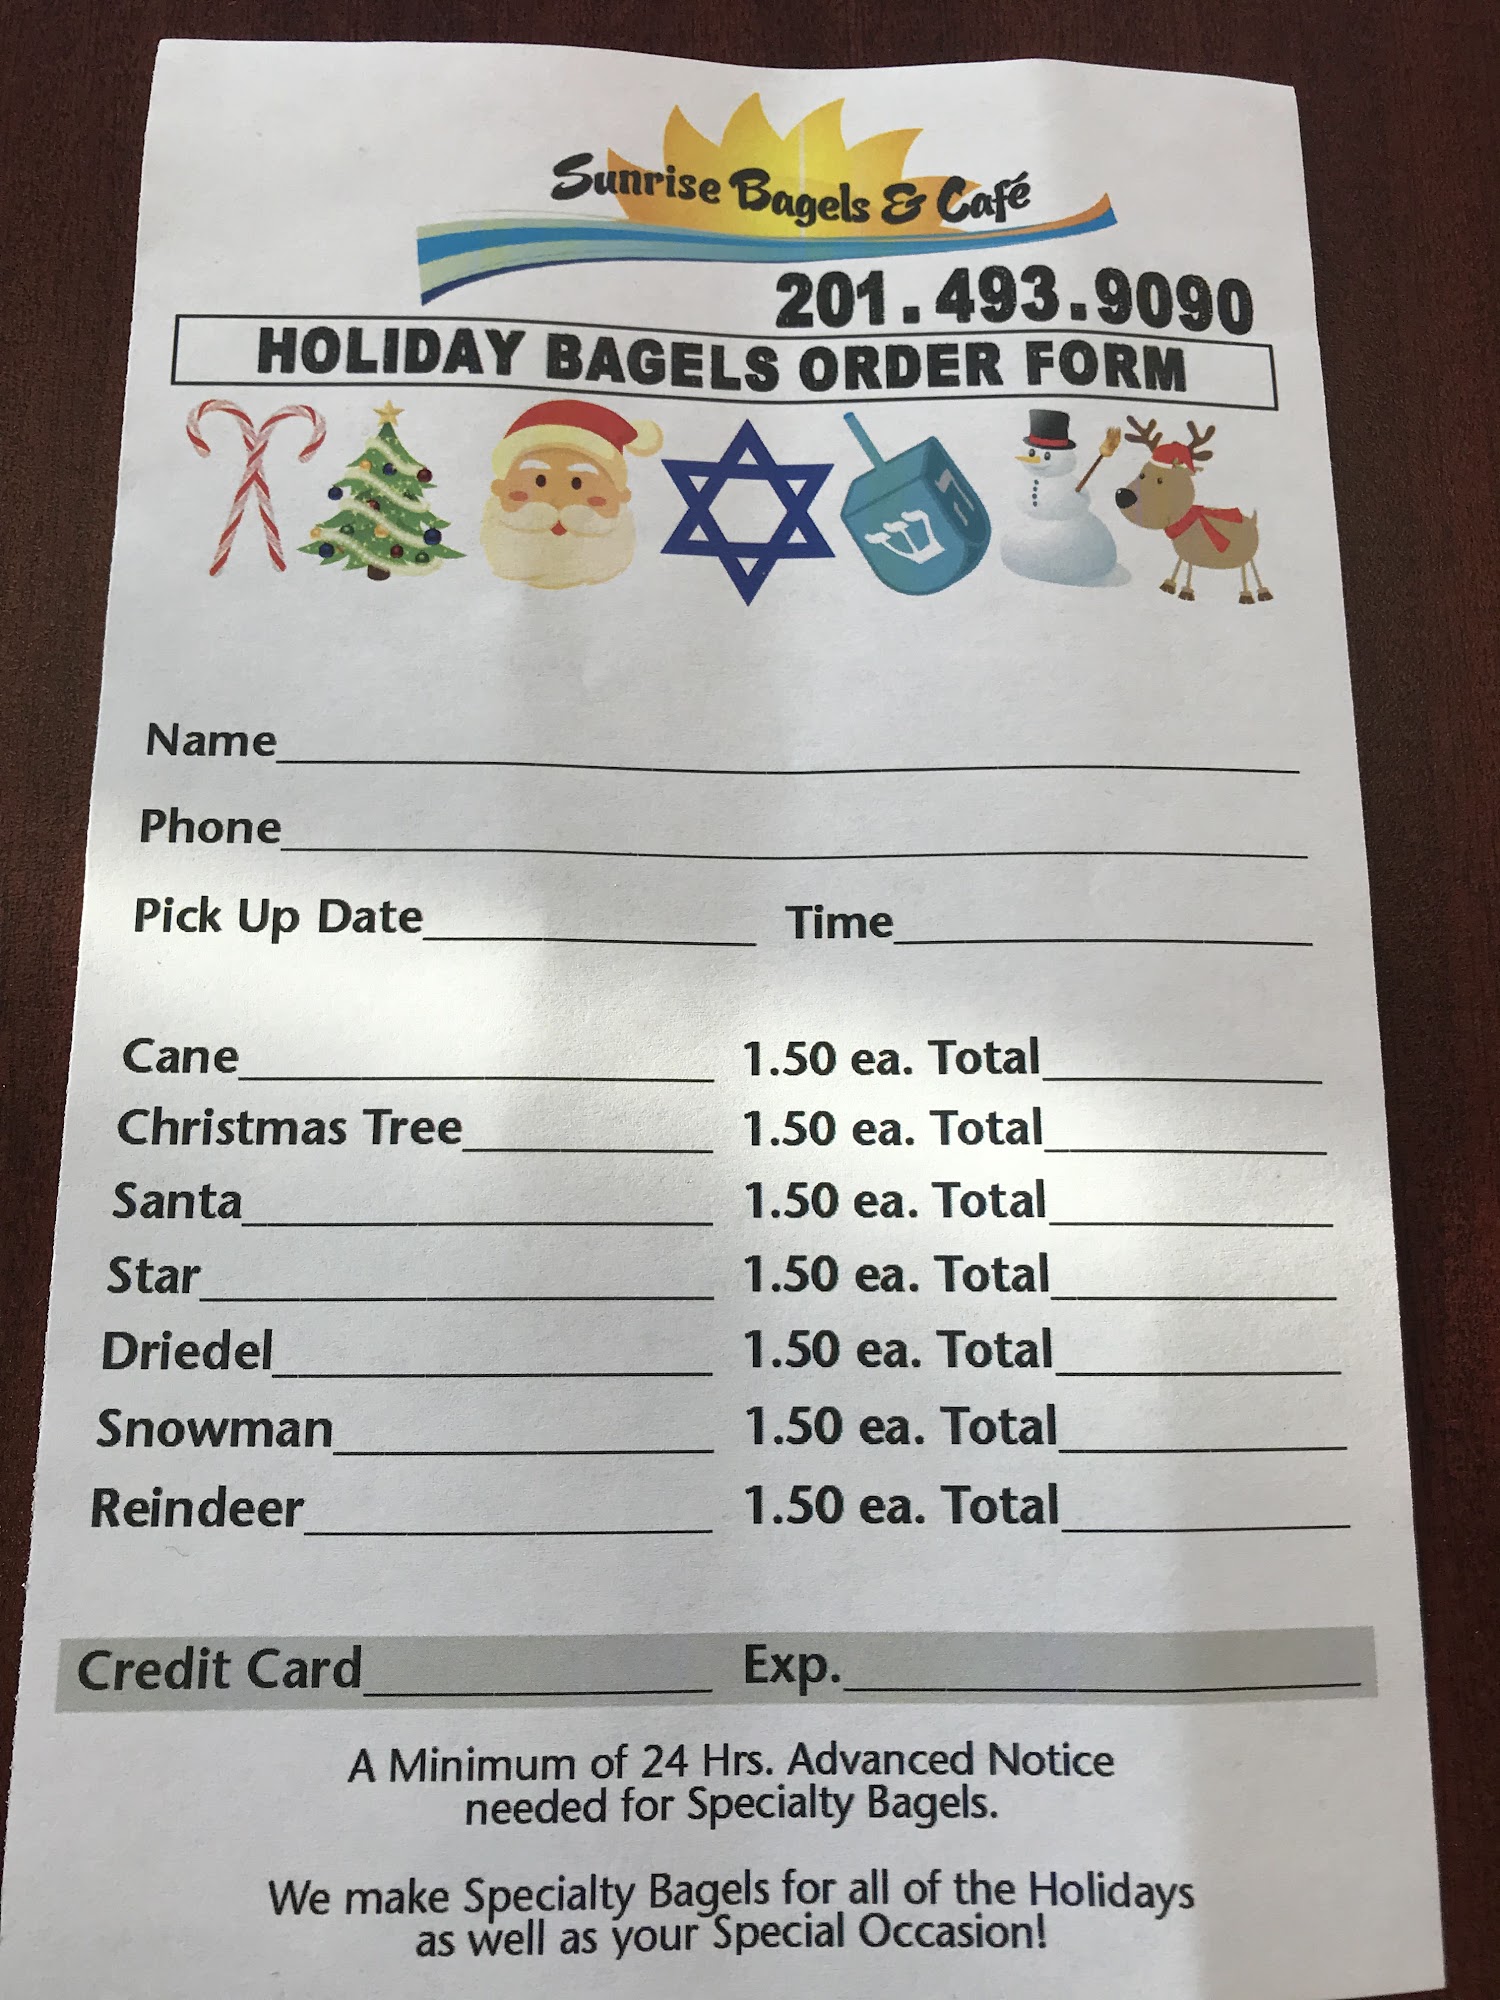 Sunrise Bagels & Café
201.493.9090
HOLIDAY BAGELS ORDER FORM
Name
Phone
Pick Up Date Time
Cane 1.50 ea. Total
Christmas Tree 1.50 ea. Total
Santa 1.50 ea. Total
Star 1.50 ea. Total
Driedel 1.50 ea. Total
Snowman 1.50 ea. Total
Reindeer 1.50 ea. Total
Credit Card Exp.
A Minimum of 24 Hrs. Advanced Notice
needed for Specialty Bagels.
We make Specialty Bagels for all of the Holidays
as well as your Special Occasion!